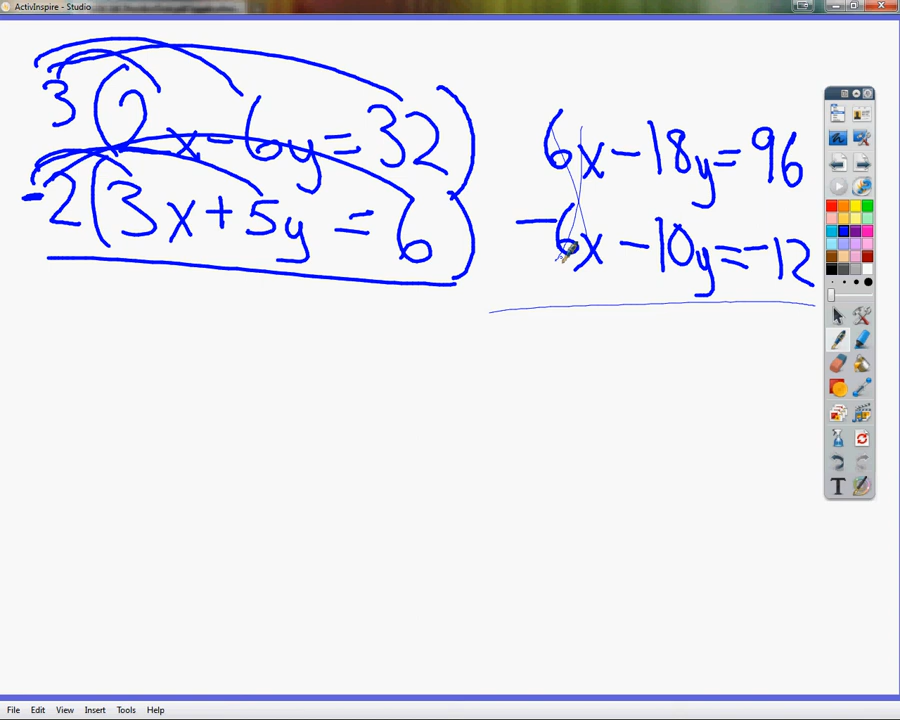 ActivInspire - Studio
3(2x-6y=32)
-2(3x+5y=6)
6x-18y=96
-6x-10y=-12
T
File Edit View Insert Tools Help